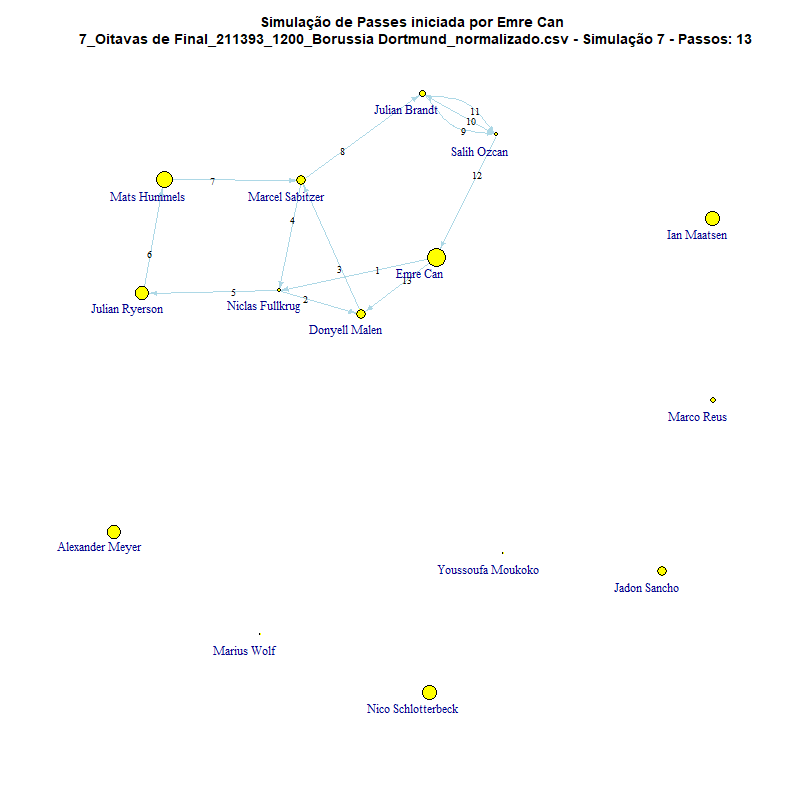 Simulação de Passes iniciada por Emre Can
7_Oitavas de Final_211393_1200_Borussia Dortmund_normalizado.csv - Simulação 7 - Passos: 13
Julian Brandt
11
10
9
Salih Ozcan
8
12
7
Mats Hummels
Marcel Sabitzer
4
Ian Maatsen
6
3
1
Emre Can
13
5
2
Julian Ryerson
Niclas Fullkrug
Donyell Malen
Marco Reus
Alexander Meyer
Youssoufa Moukoko
Jadon Sancho
Marius Wolf
Nico Schlotterbeck